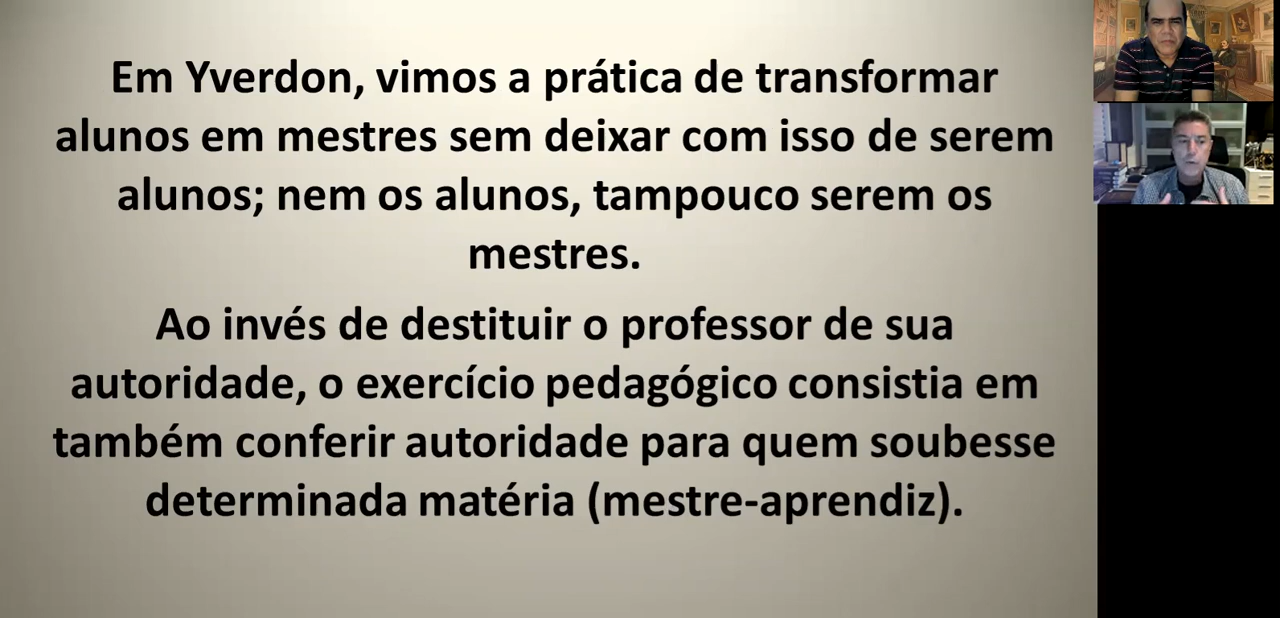 Em Yverdon, vimos a prática de transformar
alunos em mestres sem deixar com isso de serem
alunos; nem os alunos, tampouco serem os
mestres.
Ao invés de destituir o professor de sua
autoridade, o exercício pedagógico consistia em
também conferir autoridade para quem soubesse
determinada matéria (mestre-aprendiz).